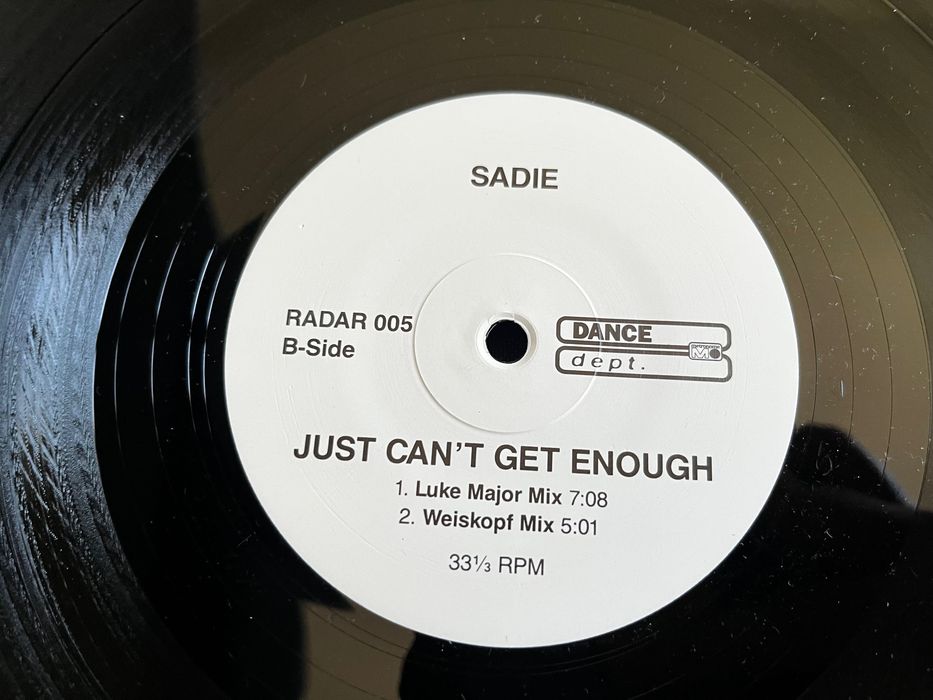 SADIE
RADAR 005
B-Side
DANCE
dept.
JUST CAN'T GET ENOUGH
1. Luke Major Mix 7:08
2. Weiskopf Mix 5:01
33⅓ RPM